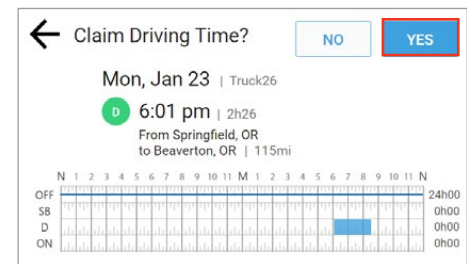 Claim Driving Time?
NO
YES
Mon, Jan 23 | Truck26
D 6:01 pm | 2h26
From Springfield, OR
to Beaverton, OR | 115mi
N 1 2 3 4 5 6 7 8 9 10 11 M 1 2 3 4 5 6 7 8 9 10 11 N
OFF 24h00
SB 0h00
D 0h00
ON 0h00